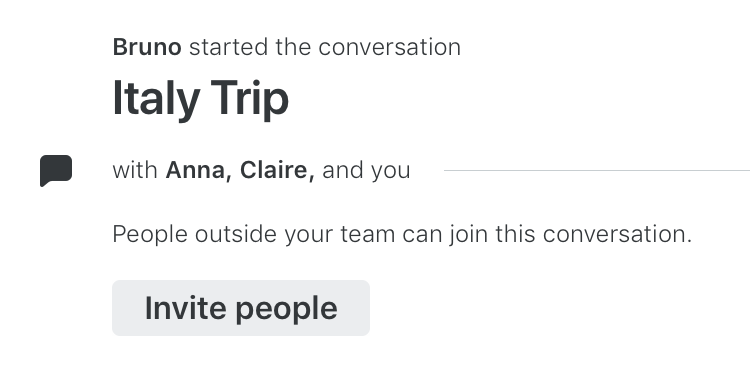 Bruno started the conversation
Italy Trip
with Anna, Claire, and you
People outside your team can join this conversation.
Invite people